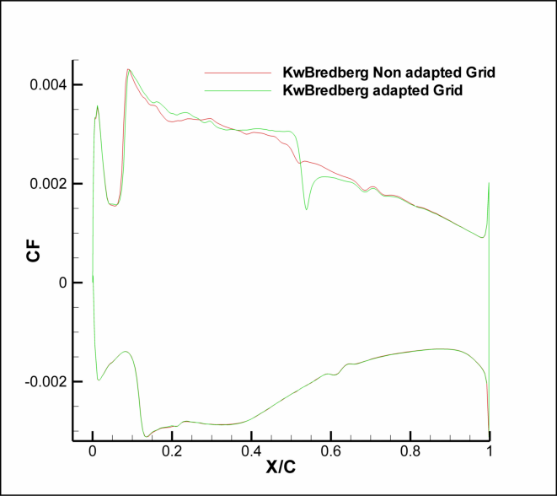 KwBredberg Non adapted Grid
KwBredberg adapted Grid
0.004
0.002
0
-0.002
CF
0 0.2 0.4 0.6 0.8 1
X/C